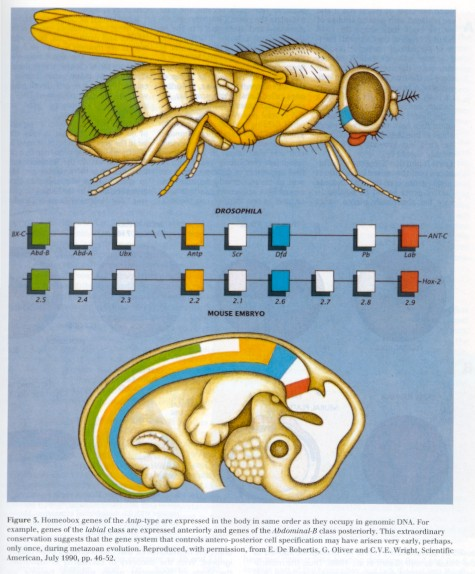 DROSOPHILA
BX-C ANT-C
Abd-B Abd-A Ubx Antp Scr Dfd Pb Lab
Hox-2
2.5 2.4 2.3 2.2 2.1 2.6 2.7 2.8 2.9
MOUSE EMBRYO
Figure 5. Homeobox genes of the Antp-type are expressed in the body in same order as they occupy in genomic DNA. For
example, genes of the labial class are expressed anteriorly and genes of the Abdominal-B class posteriorly. This extraordinary
conservation suggests that the gene system that controls antero-posterior cell specification may have arisen very early, perhaps,
only once, during metazoan evolution. Reproduced, with permission, from E. De Robertis, G. Oliver and C.V.E. Wright, Scientific
American, July 1990, pp. 46-52.